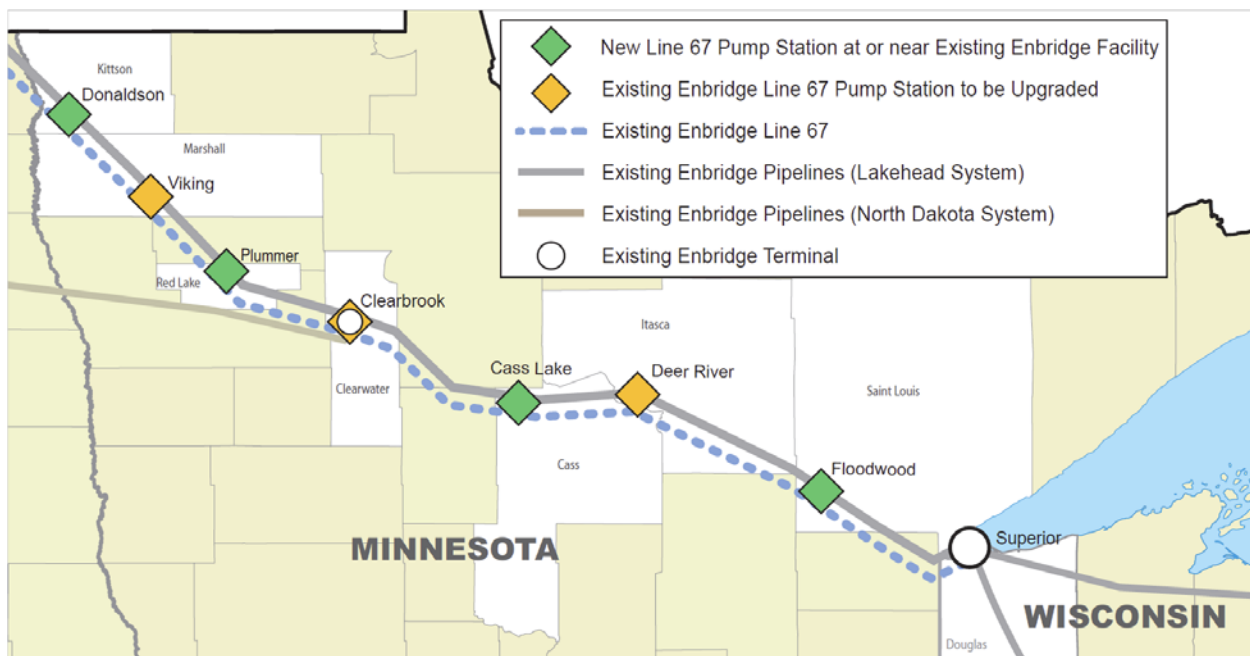 New Line 67 Pump Station at or near Existing Enbridge Facility
Existing Enbridge Line 67 Pump Station to be Upgraded
Existing Enbridge Line 67
Existing Enbridge Pipelines (Lakehead System)
Existing Enbridge Pipelines (North Dakota System)
Existing Enbridge Terminal
Kittson
Donaldson
Marshall
Viking
Plummer
Red Lake
Clearbrook
Clearwater
Cass Lake
Itasca
Deer River
Saint Louis
Cass
Floodwood
Superior
MINNESOTA
WISCONSIN
Douglas